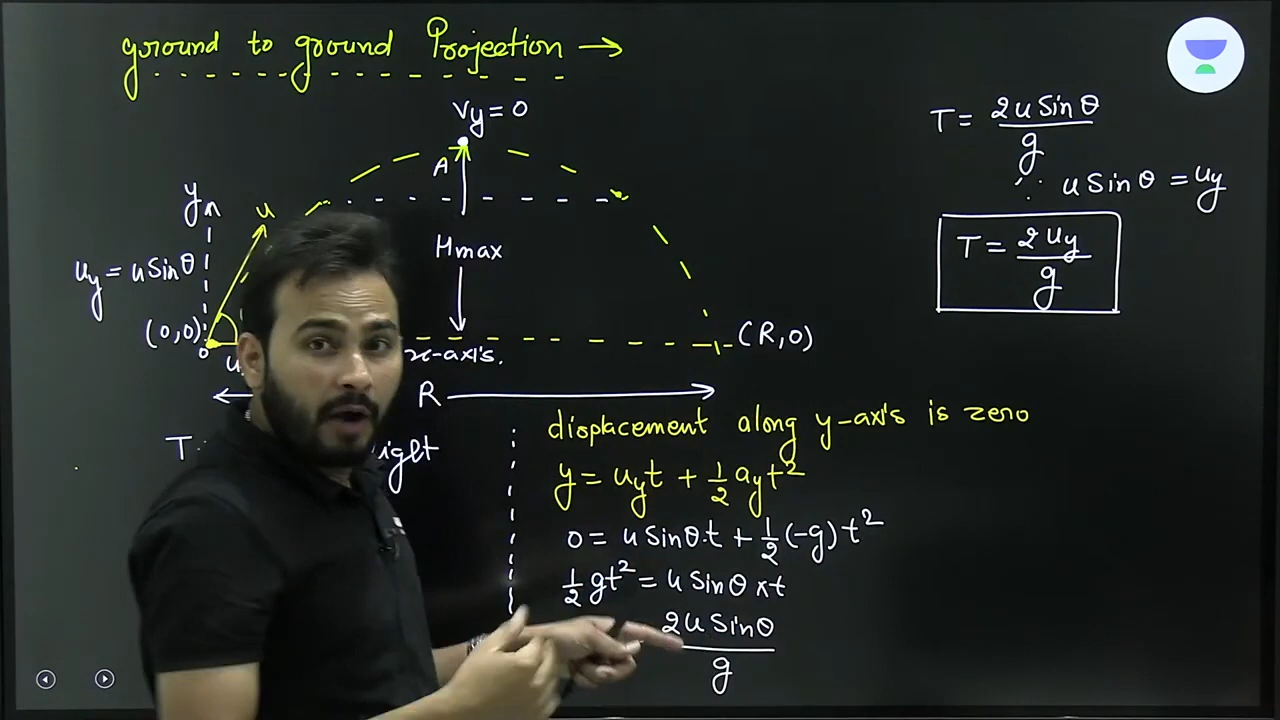 ground to ground Projection →
Vy = 0
A
y
u
uy = u Sinθ
Hmax
(0,0)
0
u
x-axis.
(R,0)
R
T
ight
displacement along y-axis is zero
y = uyt + 1/2 ayt²
0 = u Sinθ.t + 1/2 (-g) t²
1/2 gt² = u Sinθ × t
2u Sinθ / g
T = 2u Sinθ / g
∵ u Sinθ = uy
T = 2uy / g